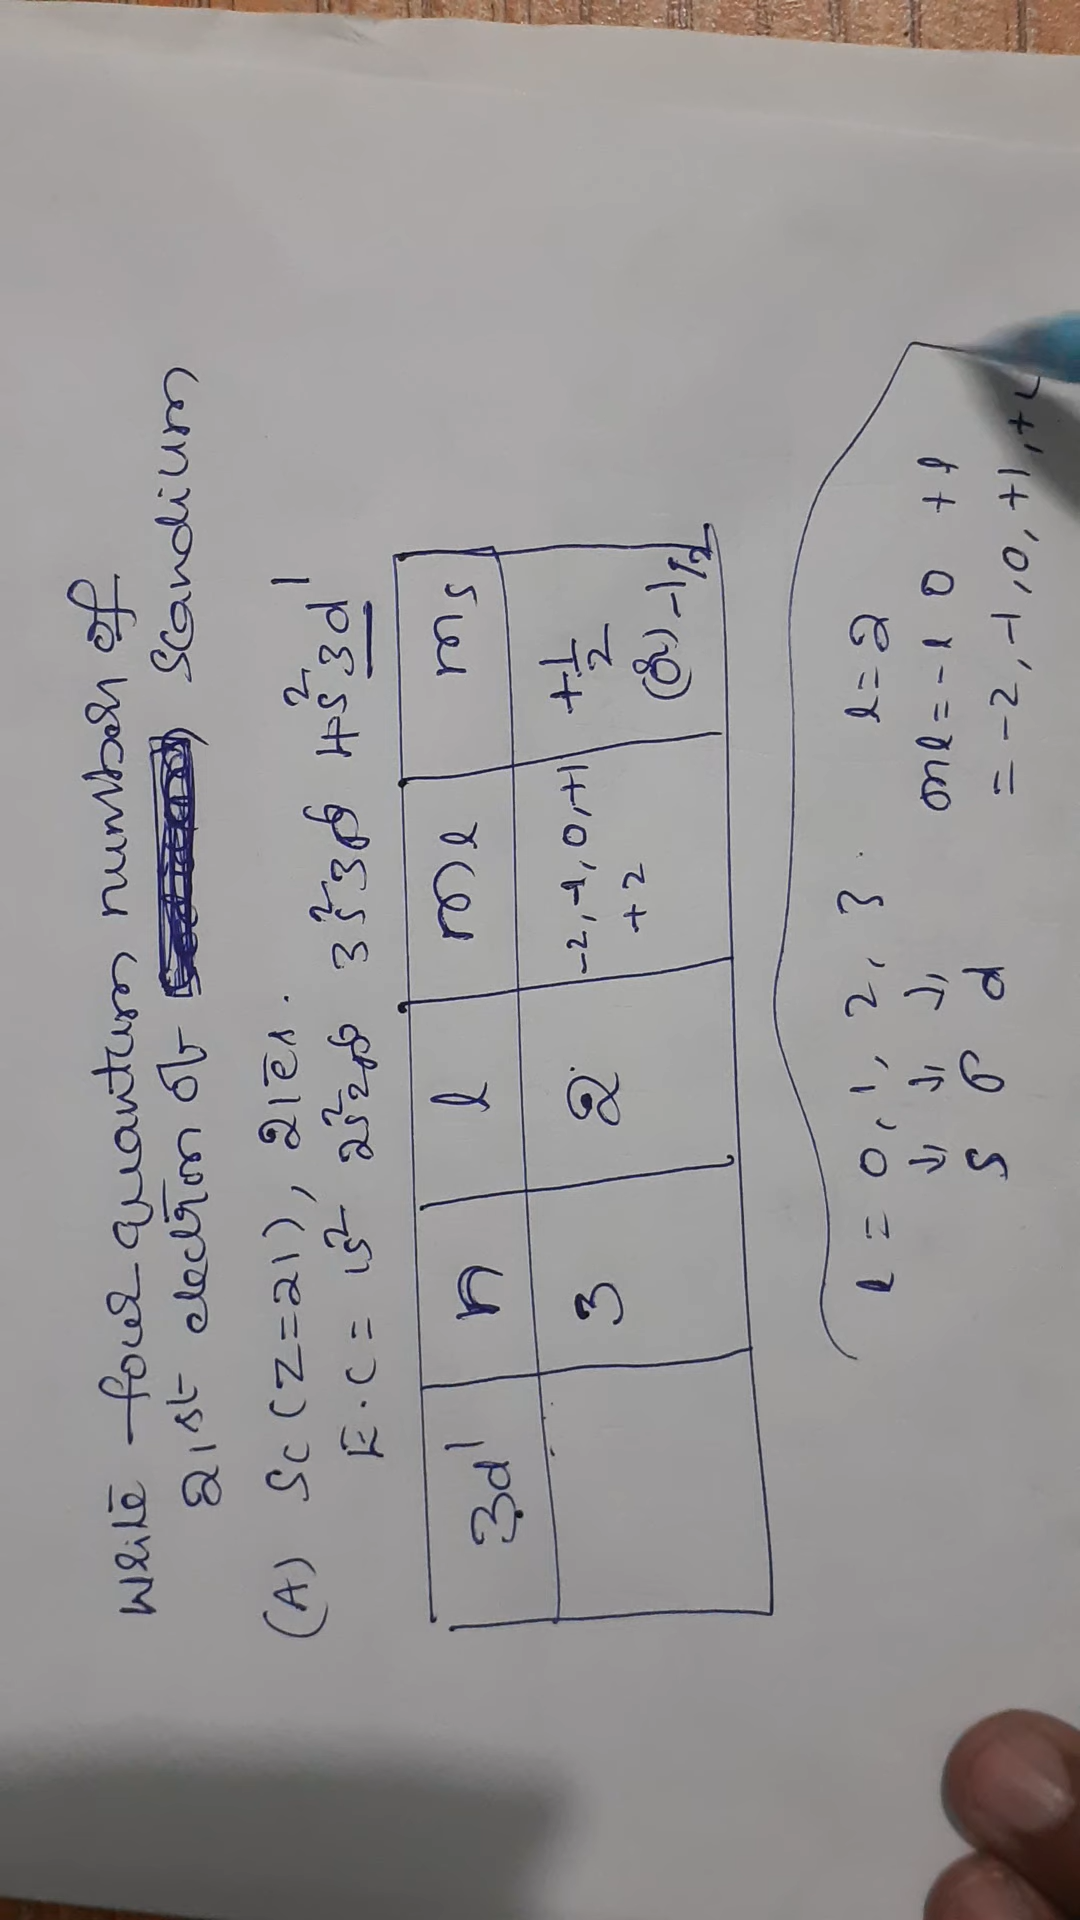 write four quantum number of
21st electron of Scandium
(A) Sc (Z=21), 21es.
E.C = 1s² 2s² 2p⁶ 3s² 3p⁶ 4s² 3d¹
3d¹ n l ml ms
3 2 -2,-1,0,+1 +2 +1/2 (or) -1/2
l = 0, 1, 2, 3. l=2
↓ ↓ ↓ ml = -l 0 +l
s p d = -2,-1,0,+1,+2